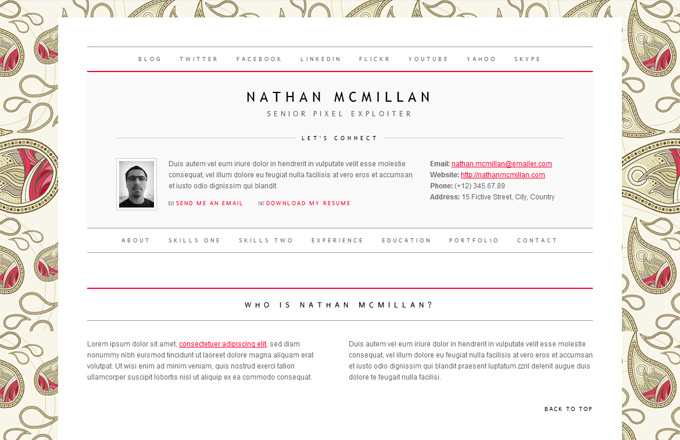 BLOG TWITTER FACEBOOK LINKEDIN FLICKR YOUTUBE YAHOO SKYPE
NATHAN MCMILLAN
SENIOR PIXEL EXPLOITER
LET'S CONNECT
Duis autem vel eum iriure dolor in hendrerit in vulputate velit esse molestie
consequat, vel illum dolore eu feugiat nulla facilisis at vero eros et accumsan
et iusto odio dignissim qui blandit.
SEND ME AN EMAIL DOWNLOAD MY RESUME
Email: nathan.mcmillan@emailer.com
Website: http://nathanmcmillan.com
Phone: (+12) 345.67.89
Address: 15 Fictive Street, City, Country
ABOUT SKILLS ONE SKILLS TWO EXPERIENCE EDUCATION PORTFOLIO CONTACT
WHO IS NATHAN MCMILLAN?
Lorem ipsum dolor sit amet, consectetuer adipiscing elit, sed diam
nonummy nibh euismod tincidunt ut laoreet dolore magna aliquam erat
volutpat. Ut wisi enim ad minim veniam, quis nostrud exerci tation
ullamcorper suscipit lobortis nisl ut aliquip ex ea commodo consequat.
Duis autem vel eum iriure dolor in hendrerit in vulputate velit esse molestie
consequat, vel illum dolore eu feugiat nulla facilisis at vero eros et accumsan
et iusto odio dignissim qui blandit praesent luptatum zzril delenit augue duis
dolore te feugait nulla facilisi.
BACK TO TOP